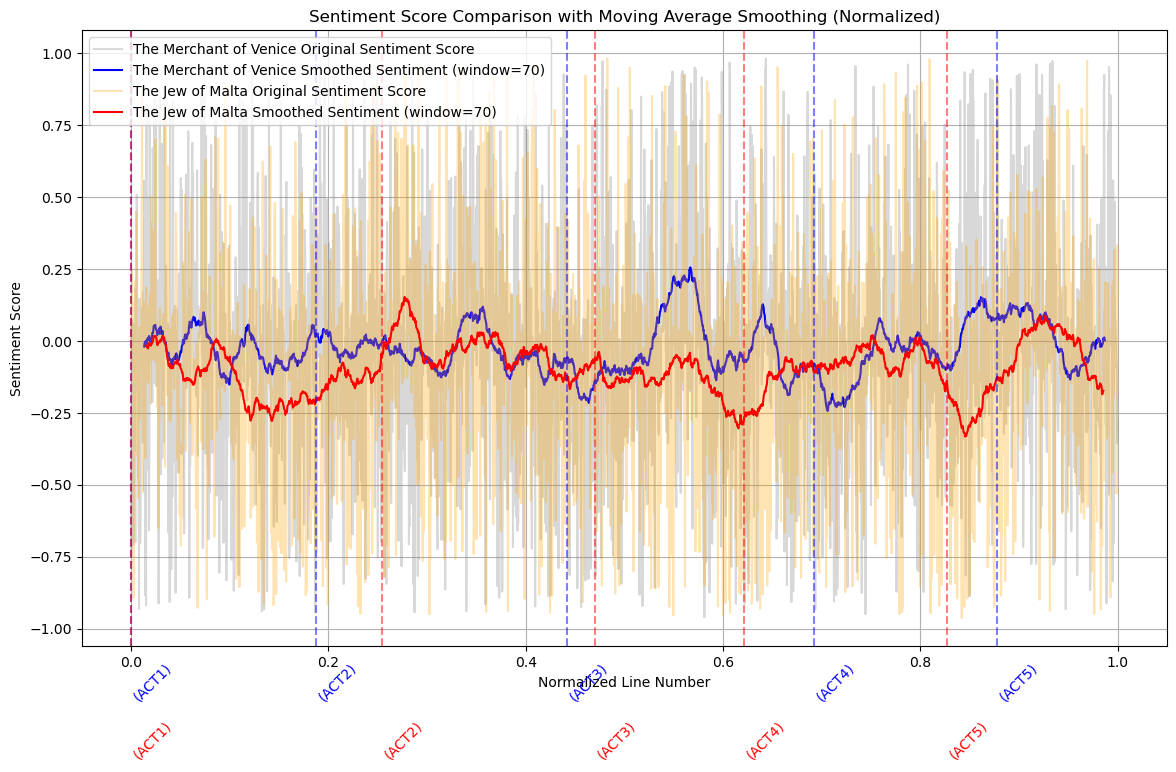 Sentiment Score Comparison with Moving Average Smoothing (Normalized)
The Merchant of Venice Original Sentiment Score
The Merchant of Venice Smoothed Sentiment (window=70)
The Jew of Malta Original Sentiment Score
The Jew of Malta Smoothed Sentiment (window=70)
Sentiment Score
1.00
0.75
0.50
0.25
0.00
−0.25
−0.50
−0.75
−1.00
0.0 0.2 0.4 0.6 0.8 1.0
Normalized Line Number
(ACT1) (ACT2) (ACT3) (ACT4) (ACT5)
(ACT1) (ACT2) (ACT3) (ACT4) (ACT5)